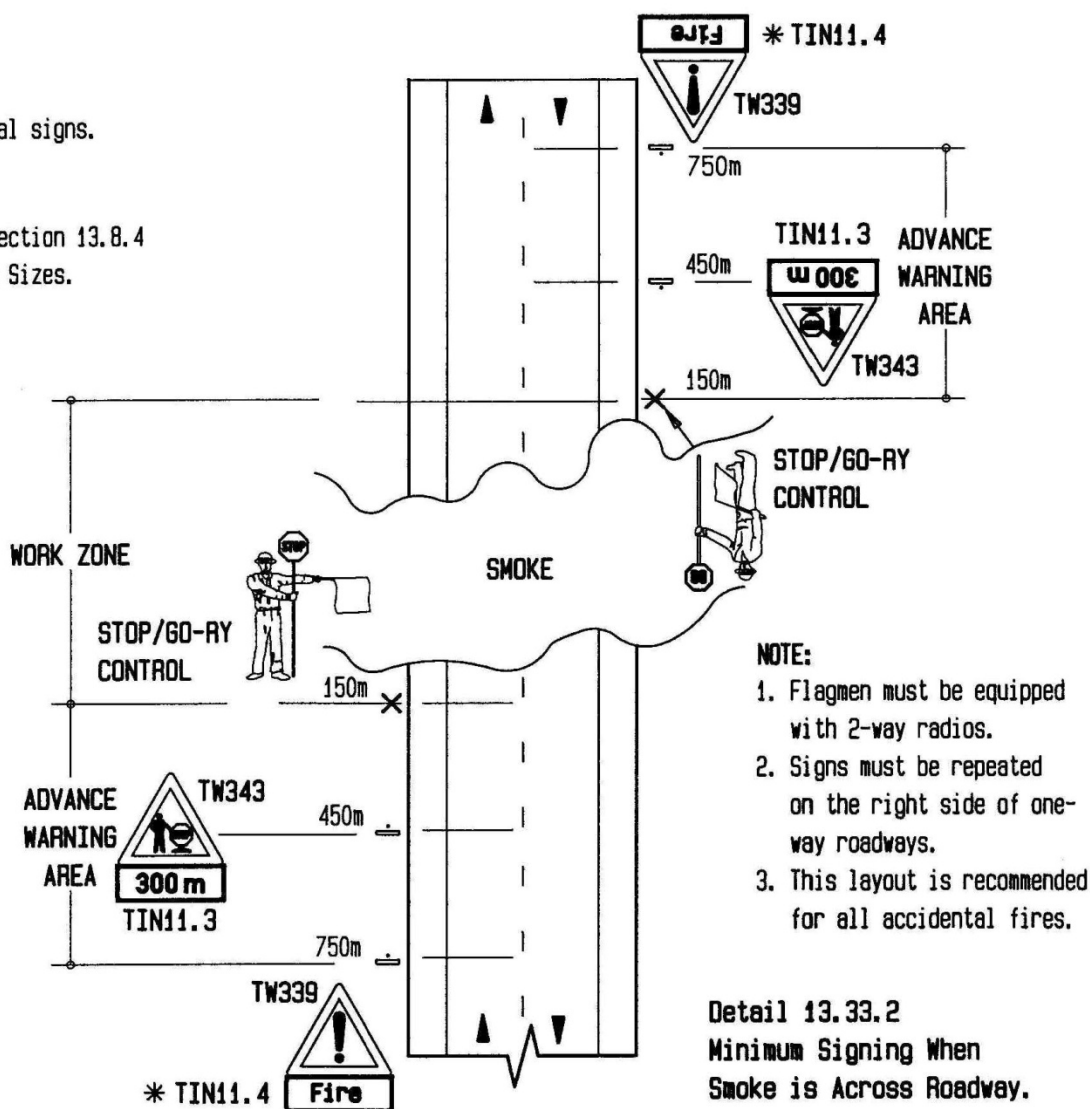 Fire
* TIN11.4
TW339
al signs.
750m
ection 13.8.4
Sizes.
TIN11.3
ADVANCE
WARNING
AREA
450m
300 m
TW343
150m
STOP/GO-RY
CONTROL
GO
WORK ZONE
SMOKE
STOP
STOP/GO-RY
CONTROL
150m
NOTE:
1. Flagmen must be equipped
with 2-way radios.
2. Signs must be repeated
on the right side of one-
way roadways.
3. This layout is recommended
for all accidental fires.
ADVANCE
WARNING
AREA
TW343
450m
300 m
TIN11.3
750m
TW339
* TIN11.4
Fire
Detail 13.33.2
Minimum Signing When
Smoke is Across Roadway.